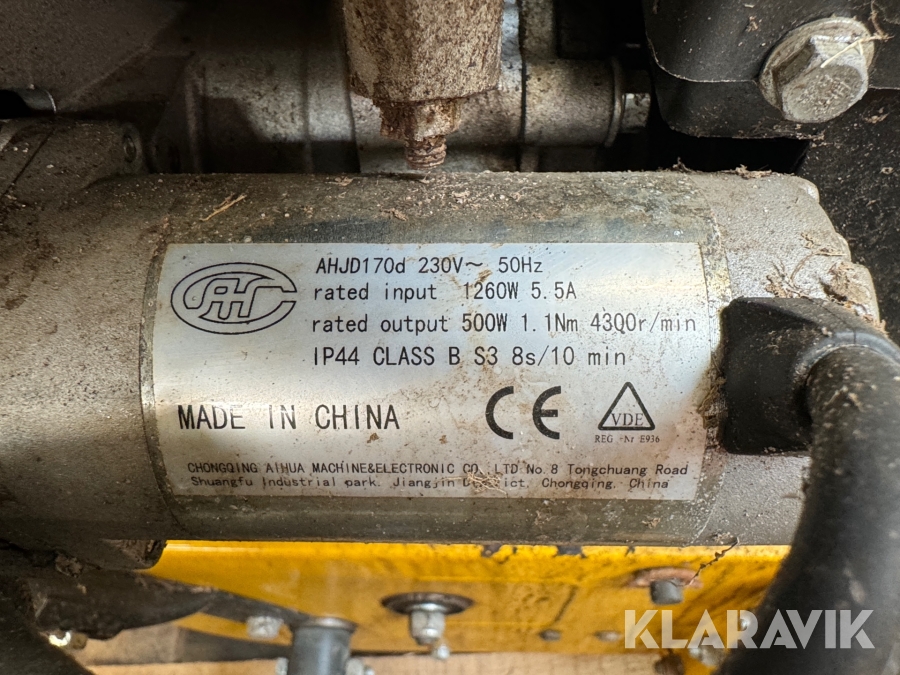 KLARAVIK
AHC
AHJD170d 230V~ 50Hz
rated input 1260W 5.5A
rated output 500W 1.1Nm 4300r/min
IP44 CLASS B S3 8s/10 min
MADE IN CHINA
CE
VDE
REG.-Nr E936
CHONGQING AIHUA MACHINE&ELECTRONIC CO., LTD No.8 Tongchuang Road
Shuangfu Industrial park, Jiangjin Chongqing, China
KLARAVIK